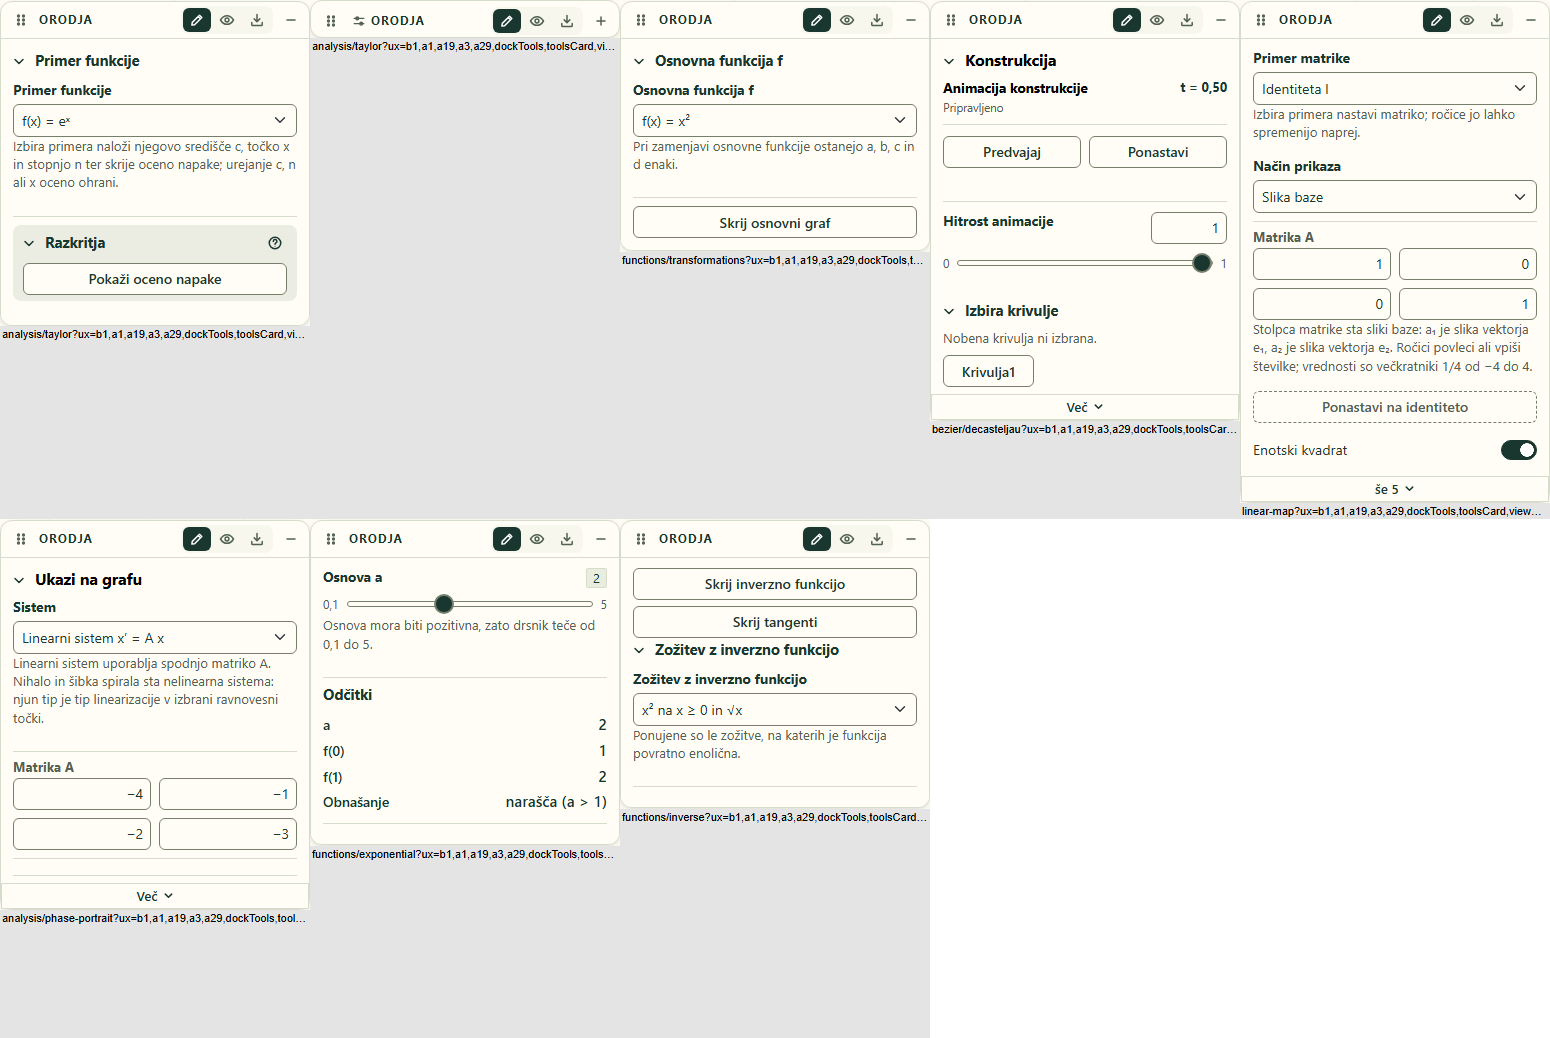 ORODJA
Primer funkcije
Primer funkcije
f(x) = eˣ
Izbira primera naloži njegovo središče c, točko x
in stopnjo n ter skrije oceno napake; urejanje c, n
ali x oceno ohrani.
Razkritja
Pokaži oceno napake
analysis/taylor?ux=b1,a1,a19,a3,a29,dockTools,toolsCard,vi...
ORODJA
analysis/taylor?ux=b1,a1,a19,a3,a29,dockTools,toolsCard,vi...
ORODJA
Osnovna funkcija f
Osnovna funkcija f
f(x) = x²
Pri zamenjavi osnovne funkcije ostanejo a, b, c in
d enaki.
Skrij osnovni graf
functions/transformations?ux=b1,a1,a19,a3,a29,dockTools,t...
ORODJA
Konstrukcija
Animacija konstrukcije t = 0,50
Pripravljeno
Predvajaj Ponastavi
Hitrost animacije 1
0 1
Izbira krivulje
Nobena krivulja ni izbrana.
Krivulja1
Več
bezier/decasteljau?ux=b1,a1,a19,a3,a29,dockTools,toolsCar...
ORODJA
Primer matrike
Identiteta I
Izbira primera nastavi matriko; ročice jo lahko
spremenijo naprej.
Način prikaza
Slika baze
Matrika A
1 0
0 1
Stolpca matrike sta sliki baze: a₁ je slika vektorja
e₁, a₂ je slika vektorja e₂. Ročici povleci ali vpiši
številke; vrednosti so večkratniki 1/4 od −4 do 4.
Ponastavi na identiteto
Enotski kvadrat
še 5
linear-map?ux=b1,a1,a19,a3,a29,dockTools,toolsCard,view...
ORODJA
Ukazi na grafu
Sistem
Linearni sistem x′ = A x
Linearni sistem uporablja spodnjo matriko A.
Nihalo in šibka spirala sta nelinearna sistema:
njun tip je tip linearizacije v izbrani ravnovesni
točki.
Matrika A
−4 −1
−2 −3
Več
analysis/phase-portrait?ux=b1,a1,a19,a3,a29,dockTools,tool...
ORODJA
Osnova a 2
0,1 5
Osnova mora biti pozitivna, zato drsnik teče od
0,1 do 5.
Odčitki
a 2
f(0) 1
f(1) 2
Obnašanje narašča (a > 1)
functions/exponential?ux=b1,a1,a19,a3,a29,dockTools,tools...
ORODJA
Skrij inverzno funkcijo
Skrij tangenti
Zožitev z inverzno funkcijo
Zožitev z inverzno funkcijo
x² na x ≥ 0 in √x
Ponujene so le zožitve, na katerih je funkcija
povratno enolična.
functions/inverse?ux=b1,a1,a19,a3,a29,dockTools,toolsCard...